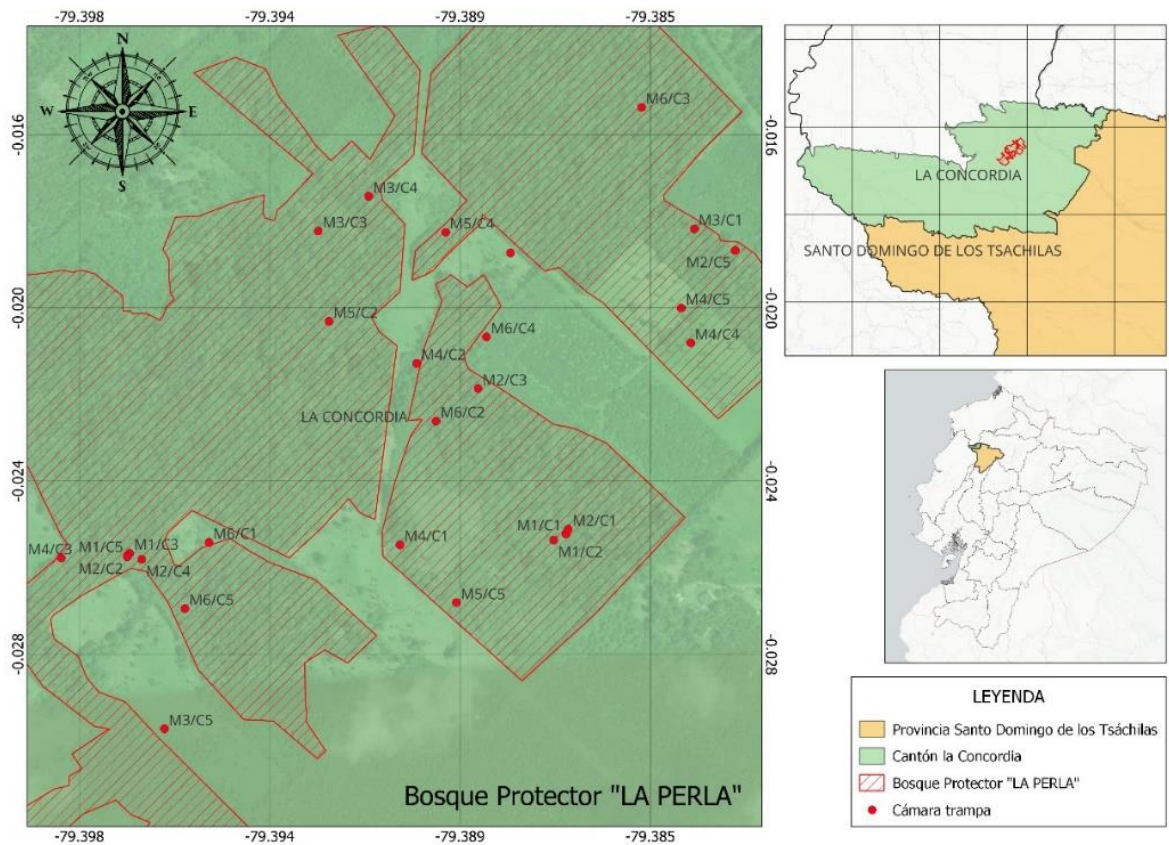 -79.398
-79.394
-79.389
-79.385
N
W
E
S
M6/C3
-0.016
-0.016
M3/C4
M3/C3
M5/C4
M3/C1
M2/C5
-0.020
-0.020
M5/C2
M4/C5
M6/C4
M4/C4
M4/C2
M2/C3
LA CONCORDIA
M6/C2
-0.024
-0.024
M1/C1
M2/C1
M1/C2
M4/C3
M1/C5
M1/C3
M6/C1
M4/C1
M2/C2
M2/C4
M6/C5
M5/C5
-0.028
-0.028
M3/C5
Bosque Protector "LA PERLA"
-79.398
-79.394
-79.389
-79.385
LA CONCORDIA
SANTO DOMINGO DE LOS TSACHILAS
LEYENDA
Provincia Santo Domingo de los Tsáchilas
Cantón la Concordia
Bosque Protector "LA PERLA"
Cámara trampa